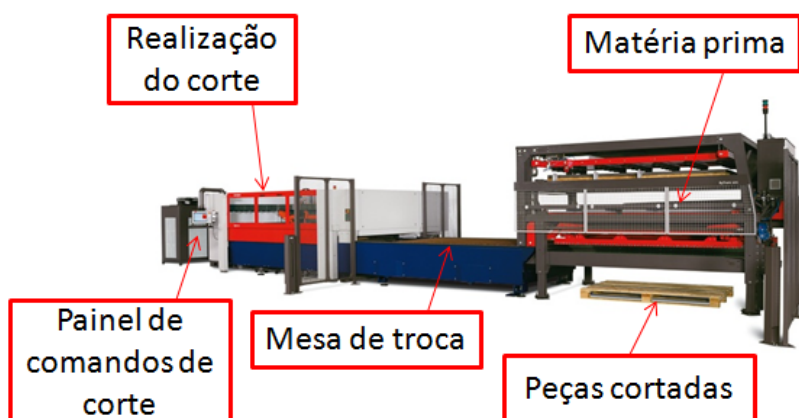 Realização
do corte
Matéria prima
Painel de
comandos de
corte
Mesa de troca
Peças cortadas